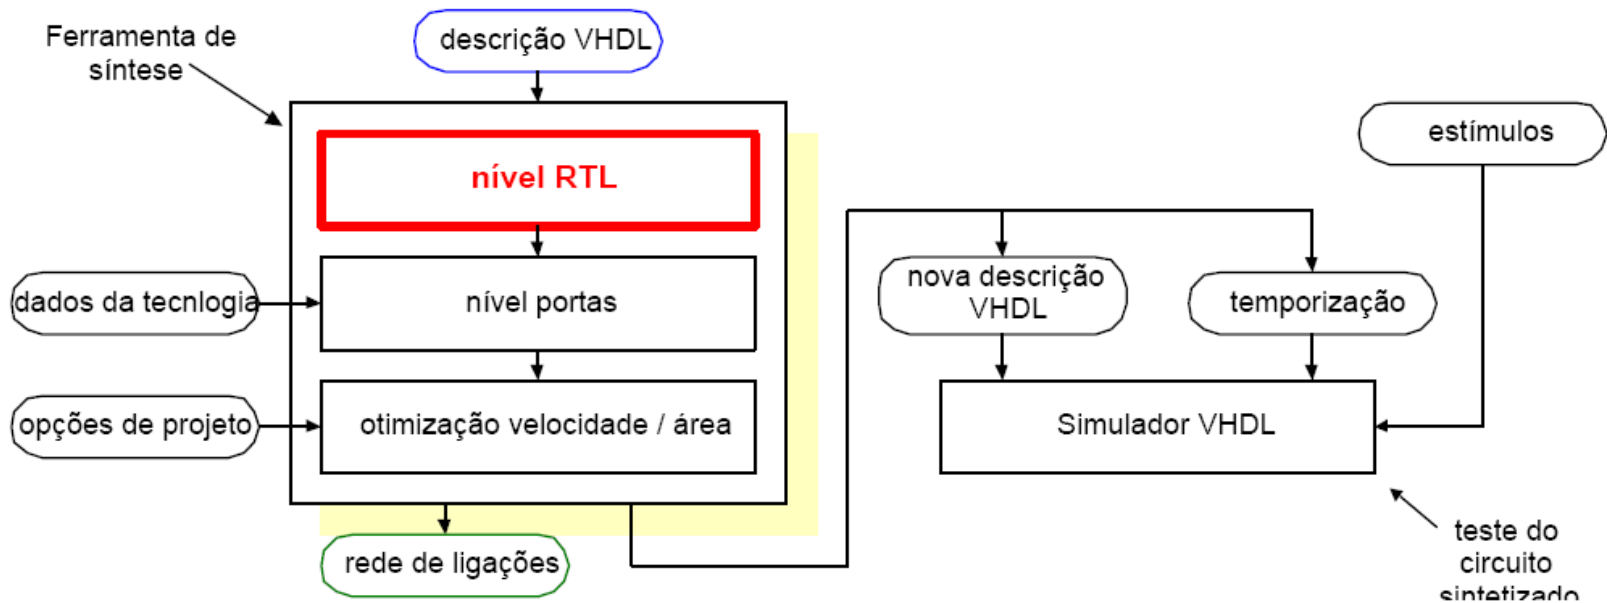 Ferramenta de
síntese
descrição VHDL
estímulos
nível RTL
dados da tecnlogia
nível portas
nova descrição
VHDL
temporização
opções de projeto
otimização velocidade / área
Simulador VHDL
rede de ligações
teste do
circuito
sintetizado